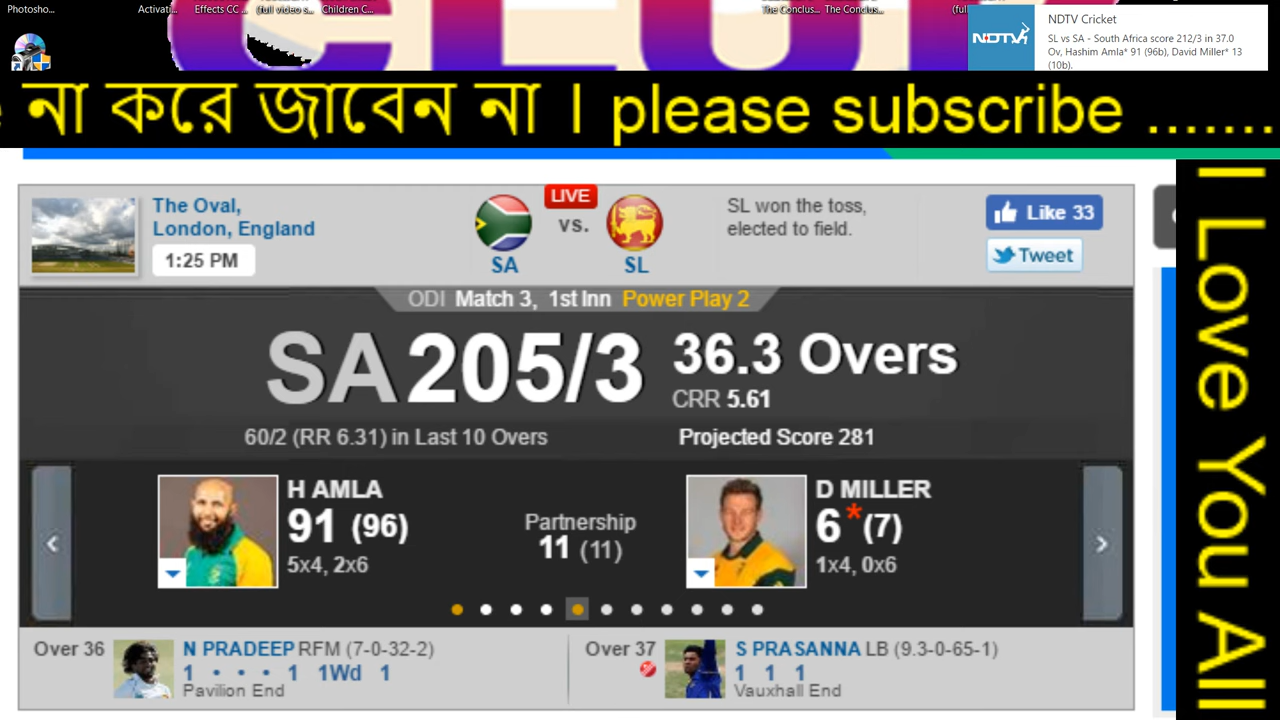 Photosho...
Activati...
Effects CC ...
(full video s...
Children C...
The Conclus...
The Conclus...
(ful
NDTV
NDTV Cricket
SL vs SA - South Africa score 212/3 in 37.0
Ov, Hashim Amla* 91 (96b), David Miller* 13
(10b).
না করে জাবেন না I please subscribe .......
The Oval,
London, England
1:25 PM
SA
LIVE
vs.
SL
SL won the toss,
elected to field.
Like 33
Tweet
ODI Match 3, 1st Inn Power Play 2
SA 205/3
36.3 Overs
CRR 5.61
60/2 (RR 6.31) in Last 10 Overs
Projected Score 281
H AMLA
91 (96)
5x4, 2x6
Partnership
11 (11)
D MILLER
6*(7)
1x4, 0x6
Over 36
N PRADEEP RFM (7-0-32-2)
1 • • • 1 1Wd 1
Pavilion End
Over 37
S PRASANNA LB (9.3-0-65-1)
1 1 1
Vauxhall End
I Love You All